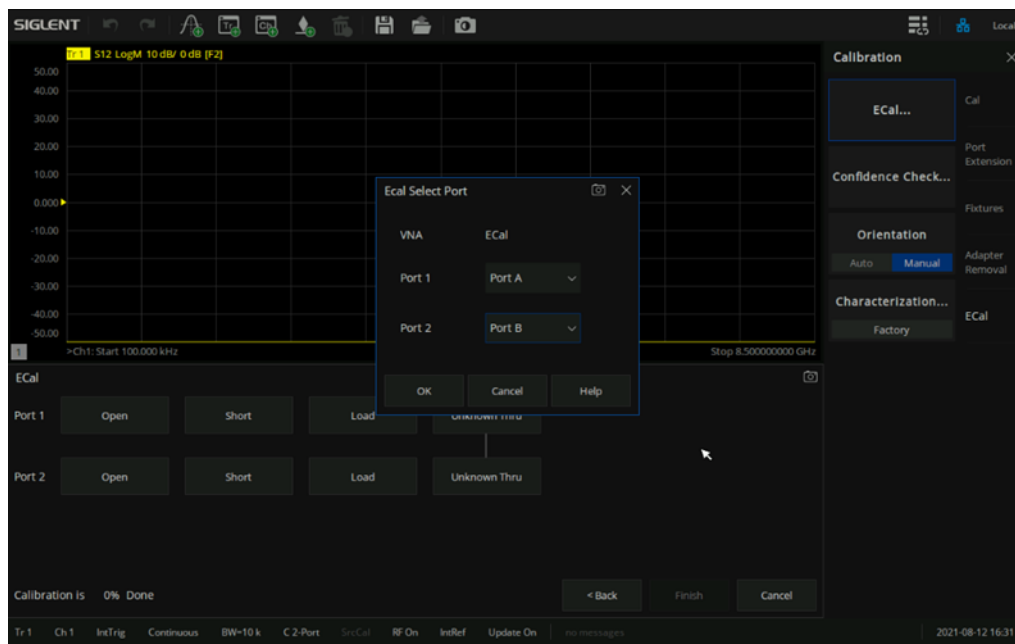 SIGLENT
Tr
Ch
Local
Tr 1 S12 LogM 10 dB/ 0 dB [F2]
50.00
40.00
30.00
20.00
10.00
0.000
-10.00
-20.00
-30.00
-40.00
-50.00
1
>Ch1: Start 100.000 kHz
Stop 8.500000000 GHz
Calibration
ECal...
Confidence Check...
Orientation
Auto Manual
Characterization...
Factory
Cal
Port
Extension
Fixtures
Adapter
Removal
ECal
Ecal Select Port
VNA ECal
Port 1 Port A
Port 2 Port B
OK Cancel Help
ECal
Port 1 Open Short Load Unknown Thru
Port 2 Open Short Load Unknown Thru
Calibration is 0% Done
< Back Finish Cancel
Tr 1 Ch 1 IntTrig Continuous BW=10 k C 2-Port SrcCal RF On IntRef Update On no messages 2021-08-12 16:31